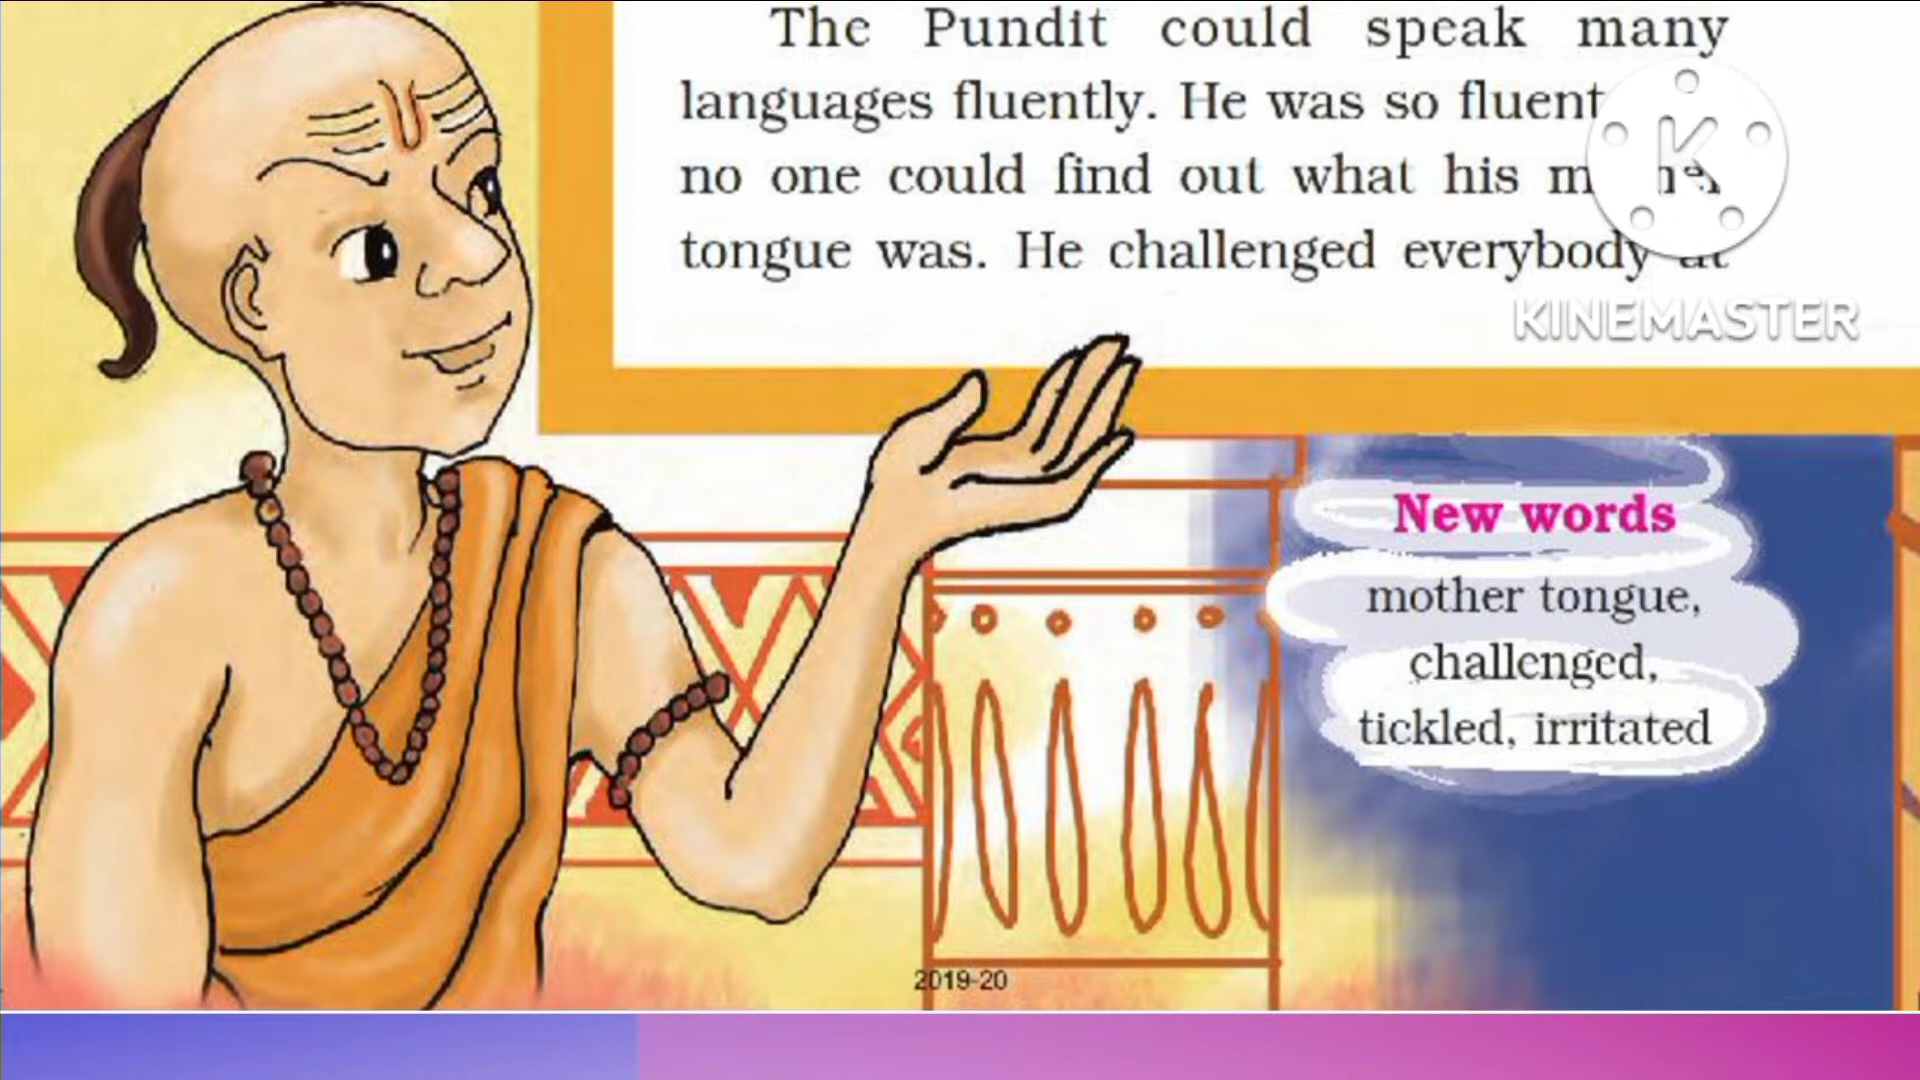 The Pundit could speak many
languages fluently. He was so fluent
no one could find out what his
tongue was. He challenged everybody at
KINEMASTER
New words
mother tongue,
challenged,
tickled, irritated
2019-20